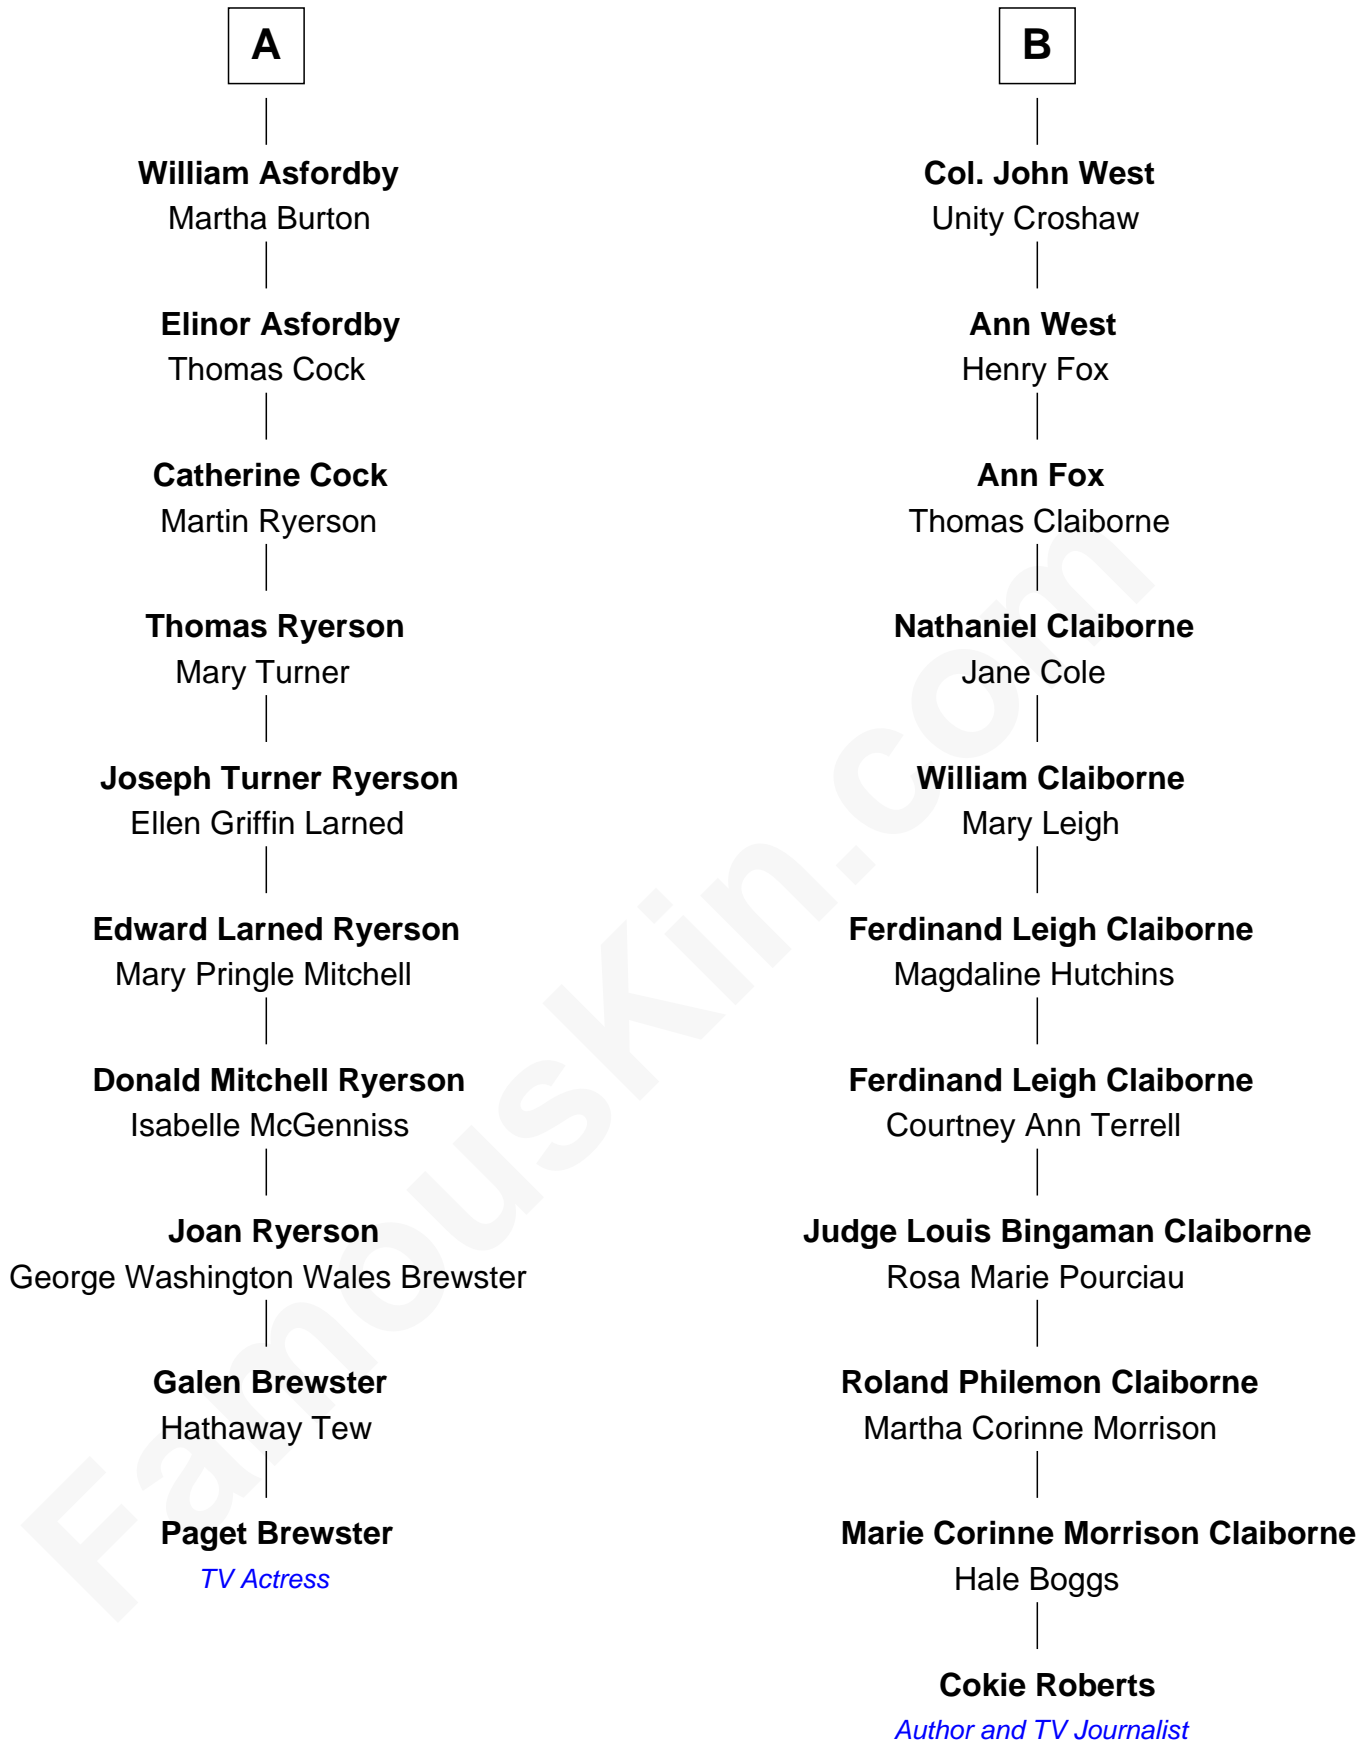 A
William Asfordby
Martha Burton
Elinor Asfordby
Thomas Cock
Catherine Cock
Martin Ryerson
Thomas Ryerson
Mary Turner
Joseph Turner Ryerson
Ellen Griffin Larned
Edward Larned Ryerson
Mary Pringle Mitchell
Donald Mitchell Ryerson
Isabelle McGenniss
Joan Ryerson
George Washington Wales Brewster
Galen Brewster
Hathaway Tew
Paget Brewster
TV Actress
B
Col. John West
Unity Croshaw
Ann West
Henry Fox
Ann Fox
Thomas Claiborne
Nathaniel Claiborne
Jane Cole
William Claiborne
Mary Leigh
Ferdinand Leigh Claiborne
Magdaline Hutchins
Ferdinand Leigh Claiborne
Courtney Ann Terrell
Judge Louis Bingaman Claiborne
Rosa Marie Pourciau
Roland Philemon Claiborne
Martha Corinne Morrison
Marie Corinne Morrison Claiborne
Hale Boggs
Cokie Roberts
Author and TV Journalist
FamousKin.com